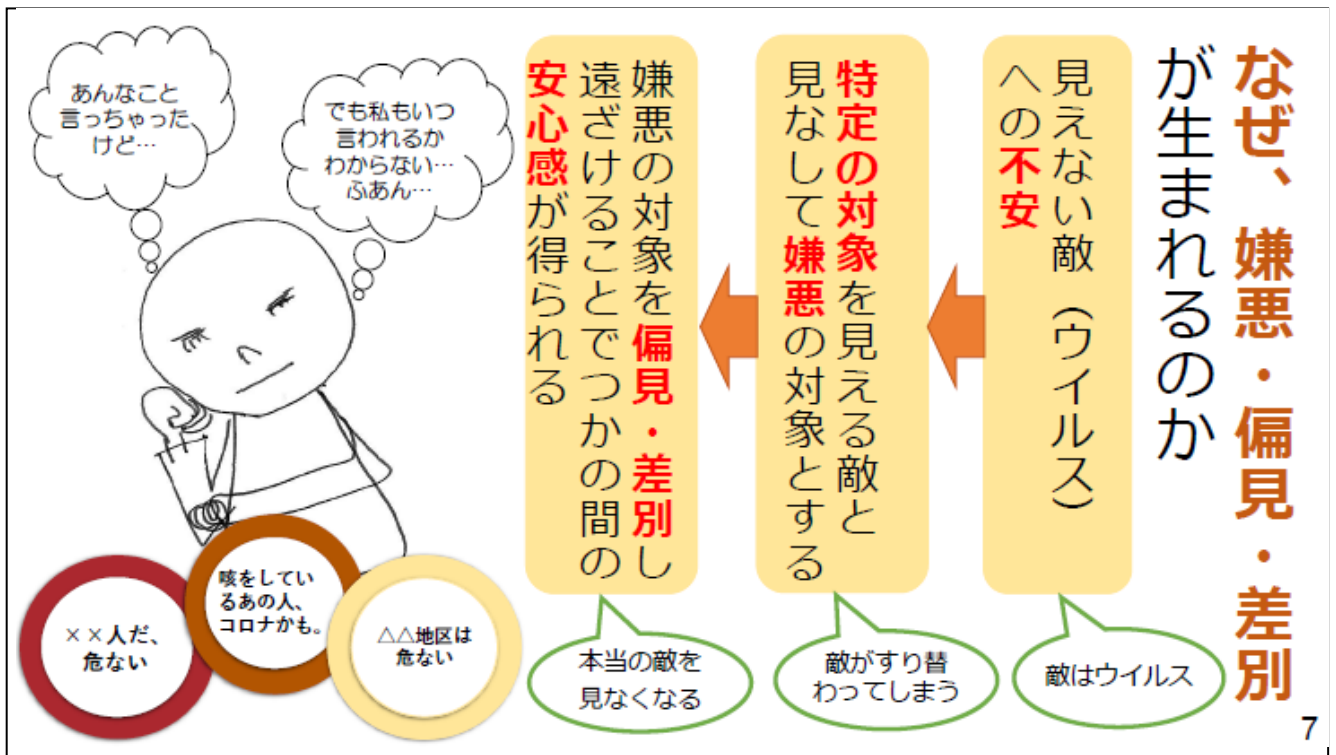 なぜ、嫌悪・偏見・差別
が生まれるのか
見えない敵（ウイルス）
への不安
敵はウイルス
特定の対象を見える敵と
見なして嫌悪の対象とする
敵がすり替
わってしまう
嫌悪の対象を偏見・差別し
遠ざけることでつかの間の
安心感が得られる
本当の敵を
見なくなる
でも私もいつ
言われるか
わからない…
ふあん…
あんなこと
言っちゃった
けど…
××人だ、
危ない
咳をしてい
るあの人、
コロナかも。
△△地区は
危ない
7